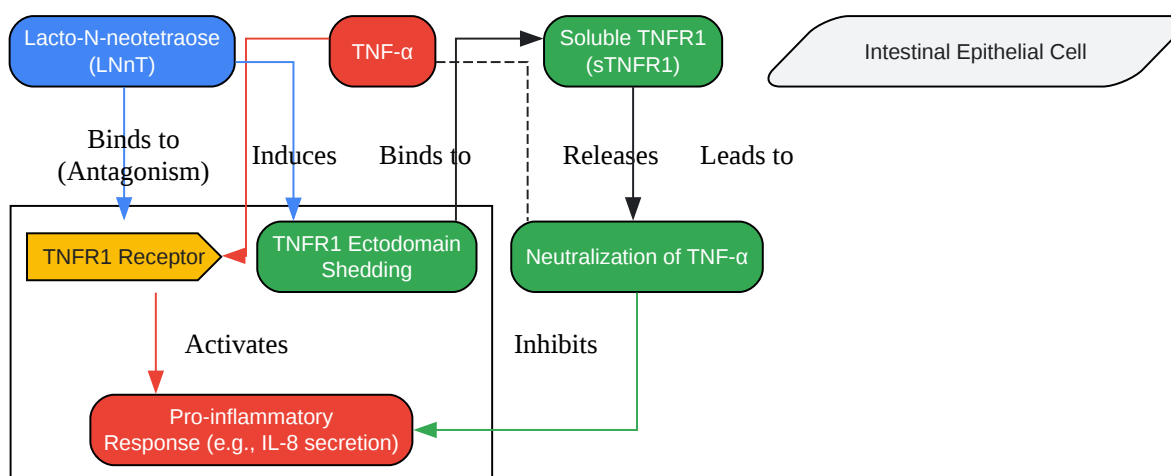 Lacto-N-neotetraose
(LNnT)
TNF-α
Soluble TNFR1
(sTNFR1)
Intestinal Epithelial Cell
Binds to
(Antagonism)
Induces
Binds to
Releases
Leads to
TNFR1 Receptor
TNFR1 Ectodomain
Shedding
Neutralization of TNF-α
Activates
Inhibits
Pro-inflammatory
Response (e.g., IL-8 secretion)